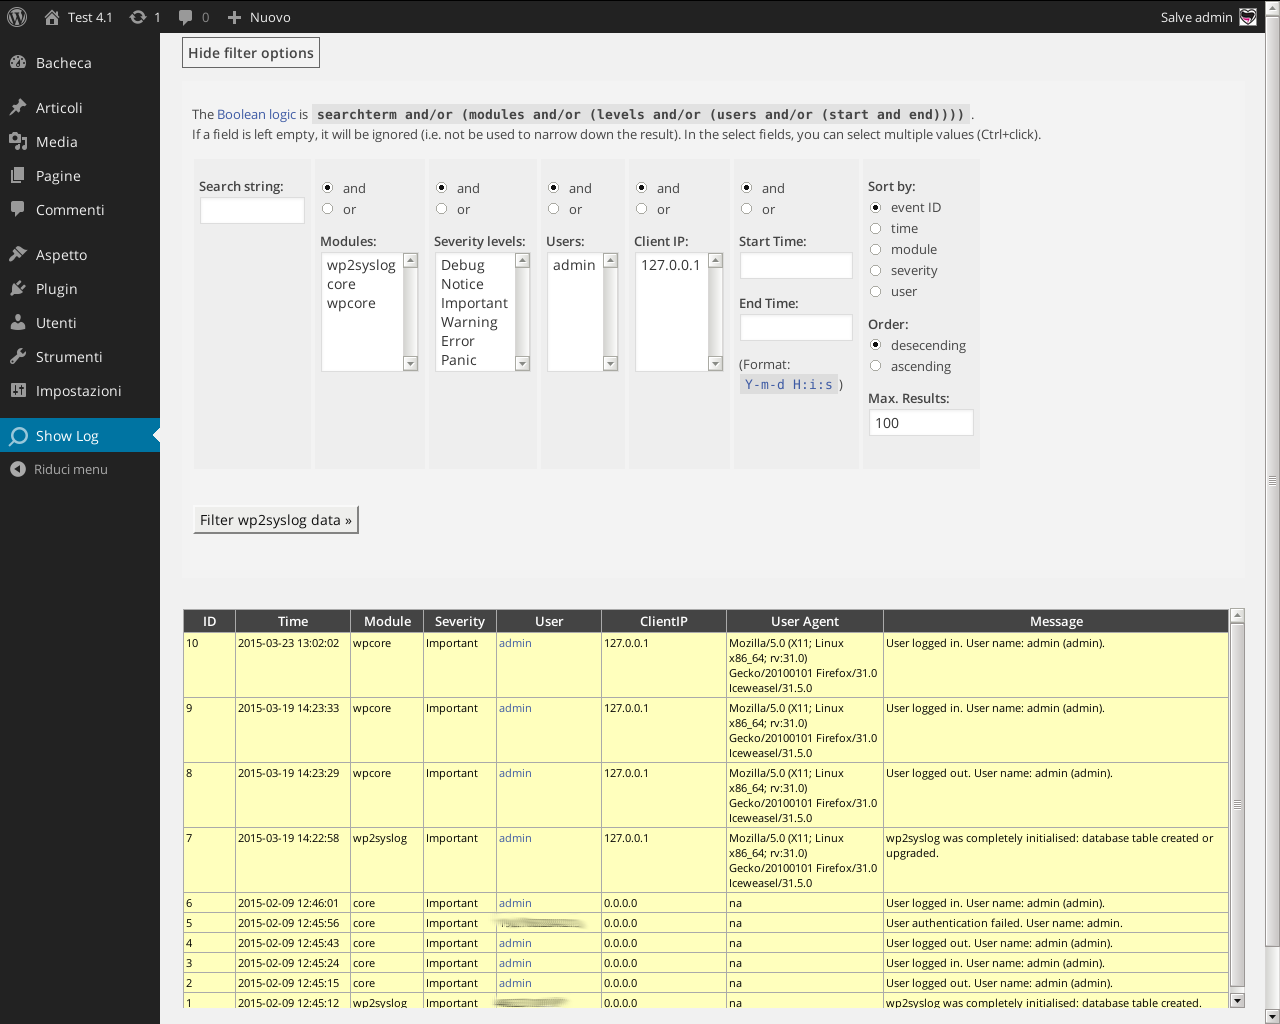 Test 4.1 1 0 Nuovo Salve admin
Bacheca
Articoli
Media
Pagine
Commenti
Aspetto
Plugin
Utenti
Strumenti
Impostazioni
Show Log
Riduci menu
Hide filter options
The Boolean logic is searchterm and/or (modules and/or (levels and/or (users and/or (start and end)))) .
If a field is left empty, it will be ignored (i.e. not be used to narrow down the result). In the select fields, you can select multiple values (Ctrl+click).
Search string:
and
or
Modules:
wp2syslog
core
wpcore
and
or
Severity levels:
Debug
Notice
Important
Warning
Error
Panic
and
or
Users:
admin
and
or
Client IP:
127.0.0.1
and
or
Start Time:
End Time:
(Format:
Y-m-d H:i:s )
Sort by:
event ID
time
module
severity
user
Order:
desecending
ascending
Max. Results:
100
Filter wp2syslog data »
ID Time Module Severity User ClientIP User Agent Message
10 2015-03-23 13:02:02 wpcore Important admin 127.0.0.1 Mozilla/5.0 (X11; Linux User logged in. User name: admin (admin).
x86_64; rv:31.0)
Gecko/20100101 Firefox/31.0
Iceweasel/31.5.0
9 2015-03-19 14:23:33 wpcore Important admin 127.0.0.1 Mozilla/5.0 (X11; Linux User logged in. User name: admin (admin).
x86_64; rv:31.0)
Gecko/20100101 Firefox/31.0
Iceweasel/31.5.0
8 2015-03-19 14:23:29 wpcore Important admin 127.0.0.1 Mozilla/5.0 (X11; Linux User logged out. User name: admin (admin).
x86_64; rv:31.0)
Gecko/20100101 Firefox/31.0
Iceweasel/31.5.0
7 2015-03-19 14:22:58 wp2syslog Important admin 127.0.0.1 Mozilla/5.0 (X11; Linux wp2syslog was completely initialised: database table created or
x86_64; rv:31.0) upgraded.
Gecko/20100101 Firefox/31.0
Iceweasel/31.5.0
6 2015-02-09 12:46:01 core Important admin 0.0.0.0 na User logged in. User name: admin (admin).
5 2015-02-09 12:45:56 core Important 0.0.0.0 na User authentication failed. User name: admin.
4 2015-02-09 12:45:43 core Important admin 0.0.0.0 na User logged out. User name: admin (admin).
3 2015-02-09 12:45:24 core Important admin 0.0.0.0 na User logged in. User name: admin (admin).
2 2015-02-09 12:45:15 core Important admin 0.0.0.0 na User logged out. User name: admin (admin).
1 2015-02-09 12:45:12 wp2syslog Important 0.0.0.0 na wp2syslog was completely initialised: database table created.